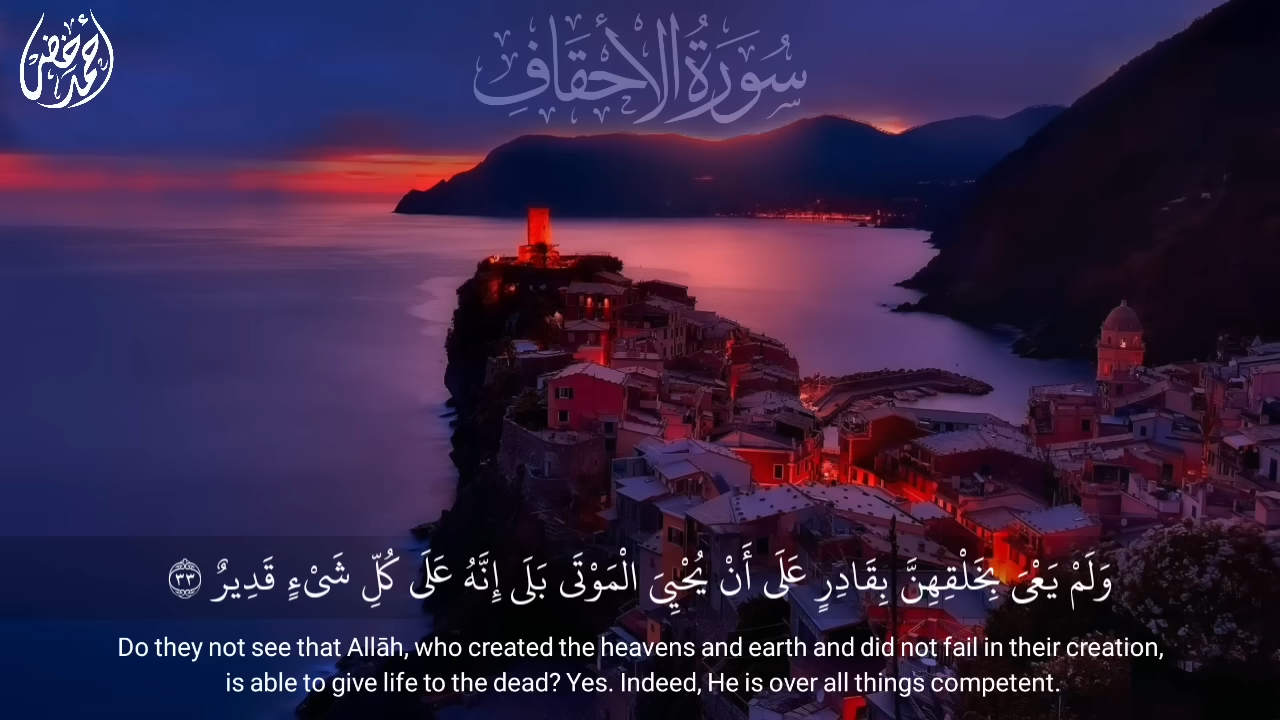 أحمد خضر
سُورَةُ الأَحْقَافِ
وَلَمْ يَعْىَ بِخَلْقِهِنَّ بِقَادِرٍ عَلَى أَنْ يُحْيِيَ الْمَوْتَى بَلَى إِنَّهُ عَلَى كُلِّ شَىْءٍ قَدِيرٌ ٣٣
Do they not see that Allāh, who created the heavens and earth and did not fail in their creation,
is able to give life to the dead? Yes. Indeed, He is over all things competent.